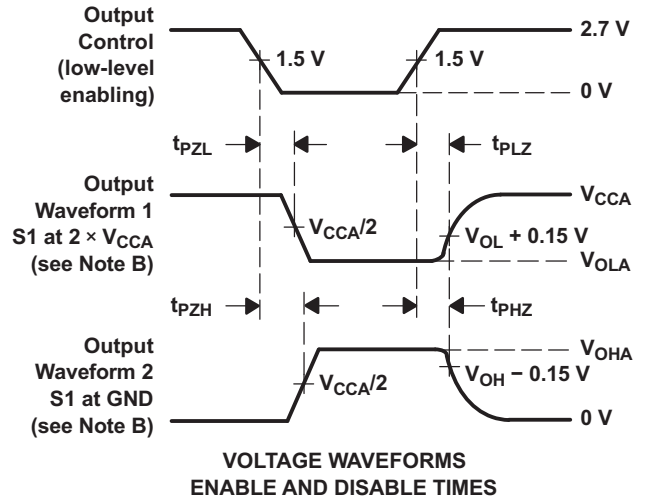 Output
Control
(low-level
enabling)
2.7 V
1.5 V
1.5 V
0 V
tPZL
tPLZ
Output
Waveform 1
S1 at 2 × VCCA
(see Note B)
VCCA
VCCA/2
VOL + 0.15 V
VOLA
tPZH
tPHZ
Output
Waveform 2
S1 at GND
(see Note B)
VOHA
VCCA/2
VOH − 0.15 V
0 V
VOLTAGE WAVEFORMS
ENABLE AND DISABLE TIMES